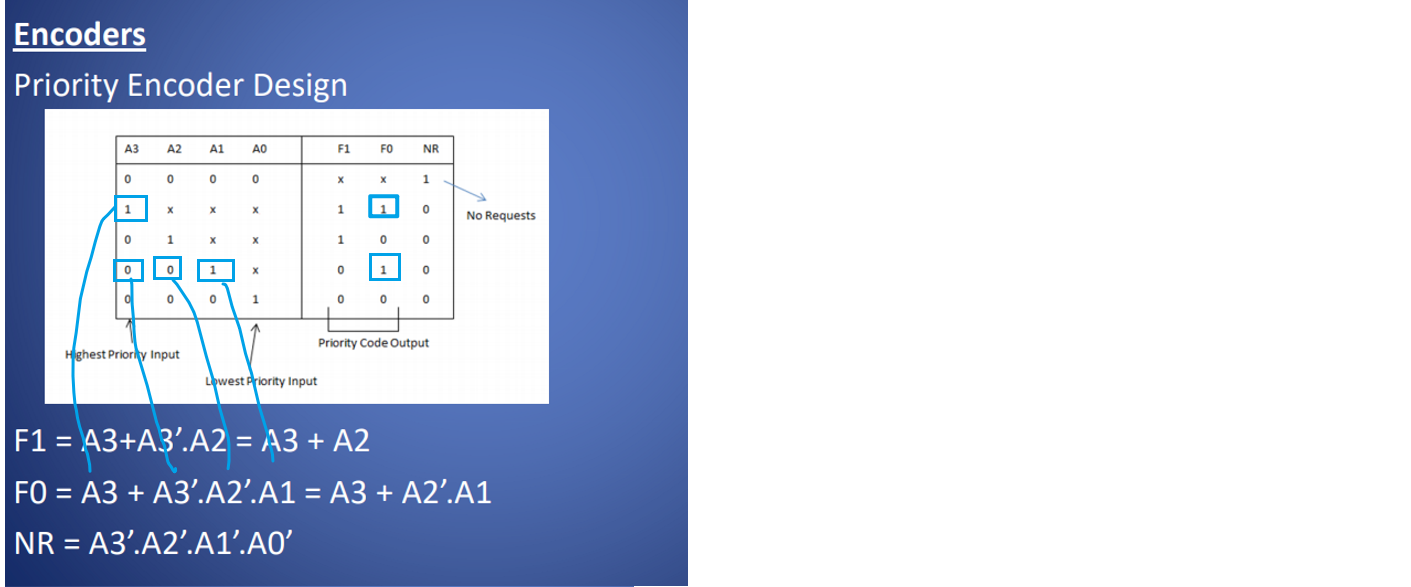 Encoders
Priority Encoder Design
A3 A2 A1 A0 F1 F0 NR
0 0 0 0 x x 1
1 x x x 1 1 0
No Requests
0 1 x x 1 0 0
0 0 1 x 0 1 0
0 0 0 1 0 0 0
Priority Code Output
Highest Priority Input
Lowest Priority Input
F1 = A3+A3’.A2 = A3 + A2
F0 = A3 + A3’.A2’.A1 = A3 + A2’.A1
NR = A3’.A2’.A1’.A0’